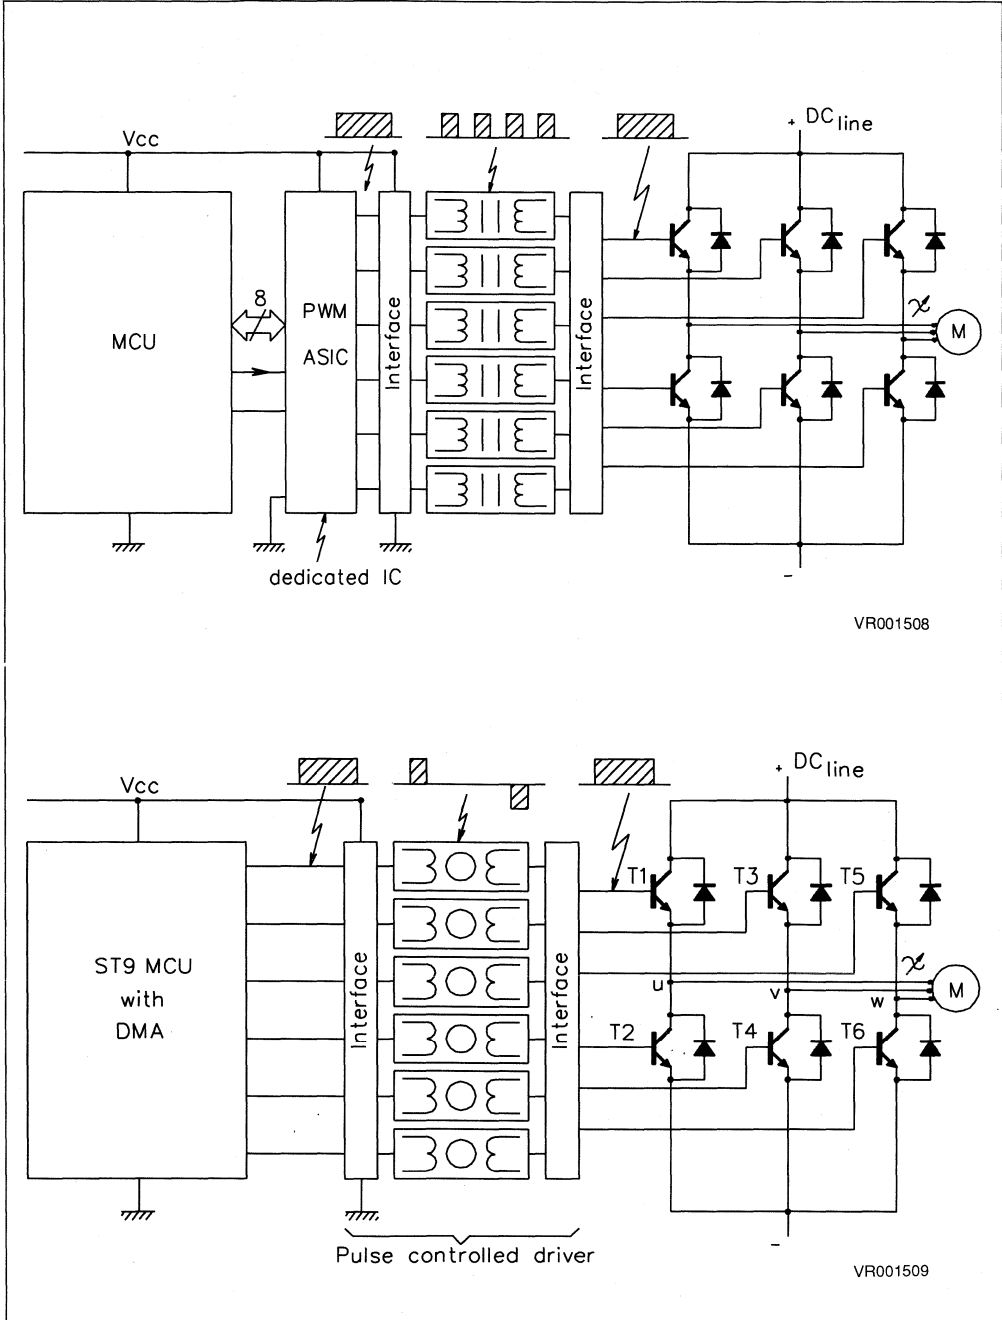 + DC line
Vcc
MCU
8
PWM
ASIC
Interface
Interface
M
dedicated IC
–
VR001508
+ DC line
Vcc
ST9 MCU
with
DMA
Interface
Interface
T1
T3
T5
u
v
w
M
T2
T4
T6
–
Pulse controlled driver
VR001509